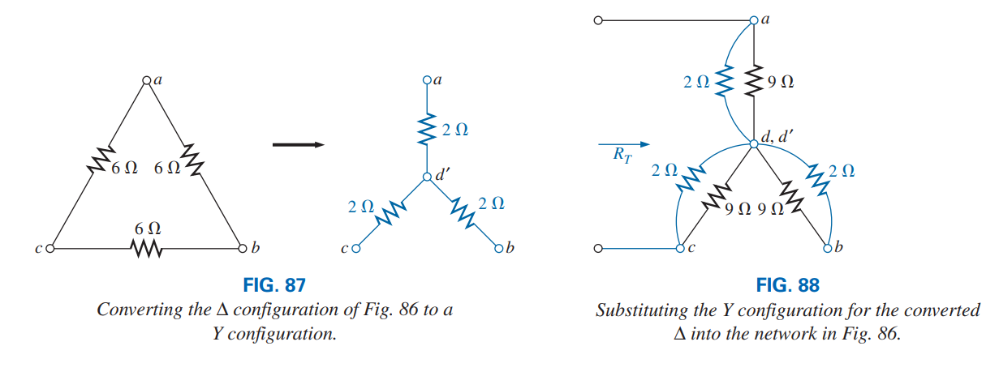 a
6 Ω 6 Ω
6 Ω
c
b
a
2 Ω
d′
2 Ω
2 Ω
c
b
FIG. 87
Converting the Δ configuration of Fig. 86 to a
Y configuration.
a
2 Ω
9 Ω
d, d′
R_T
2 Ω
2 Ω
9 Ω 9 Ω
c
b
FIG. 88
Substituting the Y configuration for the converted
Δ into the network in Fig. 86.